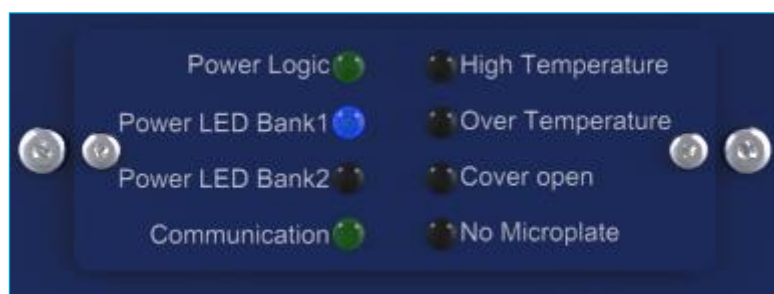 Power Logic
Power LED Bank1
Power LED Bank2
Communication
High Temperature
Over Temperature
Cover open
No Microplate